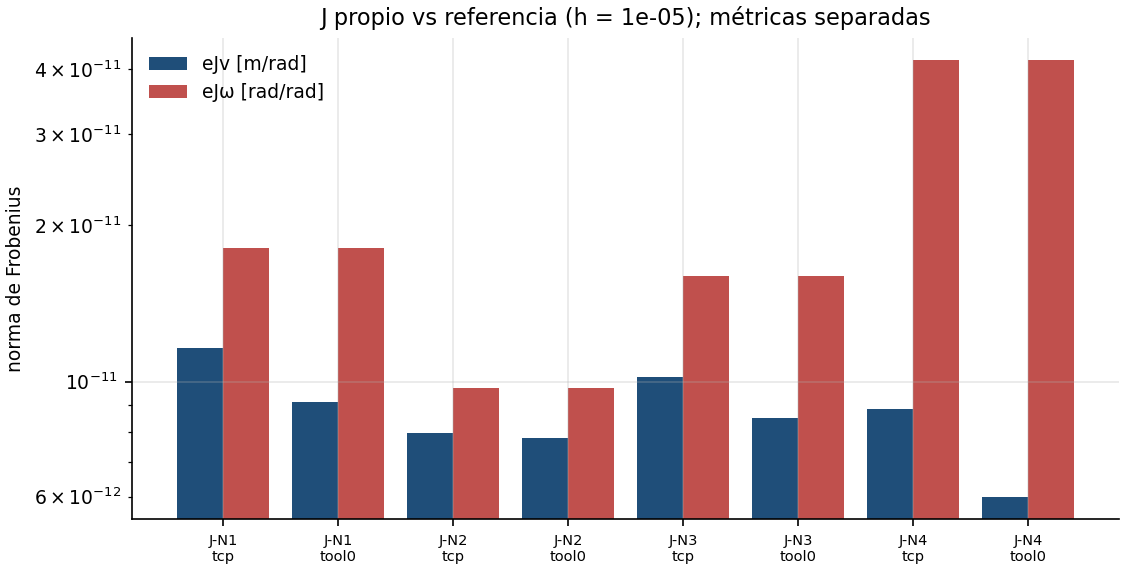 J propio vs referencia (h = 1e-05); métricas separadas
eJv [m/rad]
eJω [rad/rad]
norma de Frobenius
4 × 10⁻¹¹
3 × 10⁻¹¹
2 × 10⁻¹¹
10⁻¹¹
6 × 10⁻¹²
J-N1 J-N1 J-N2 J-N2 J-N3 J-N3 J-N4 J-N4
tcp tool0 tcp tool0 tcp tool0 tcp tool0